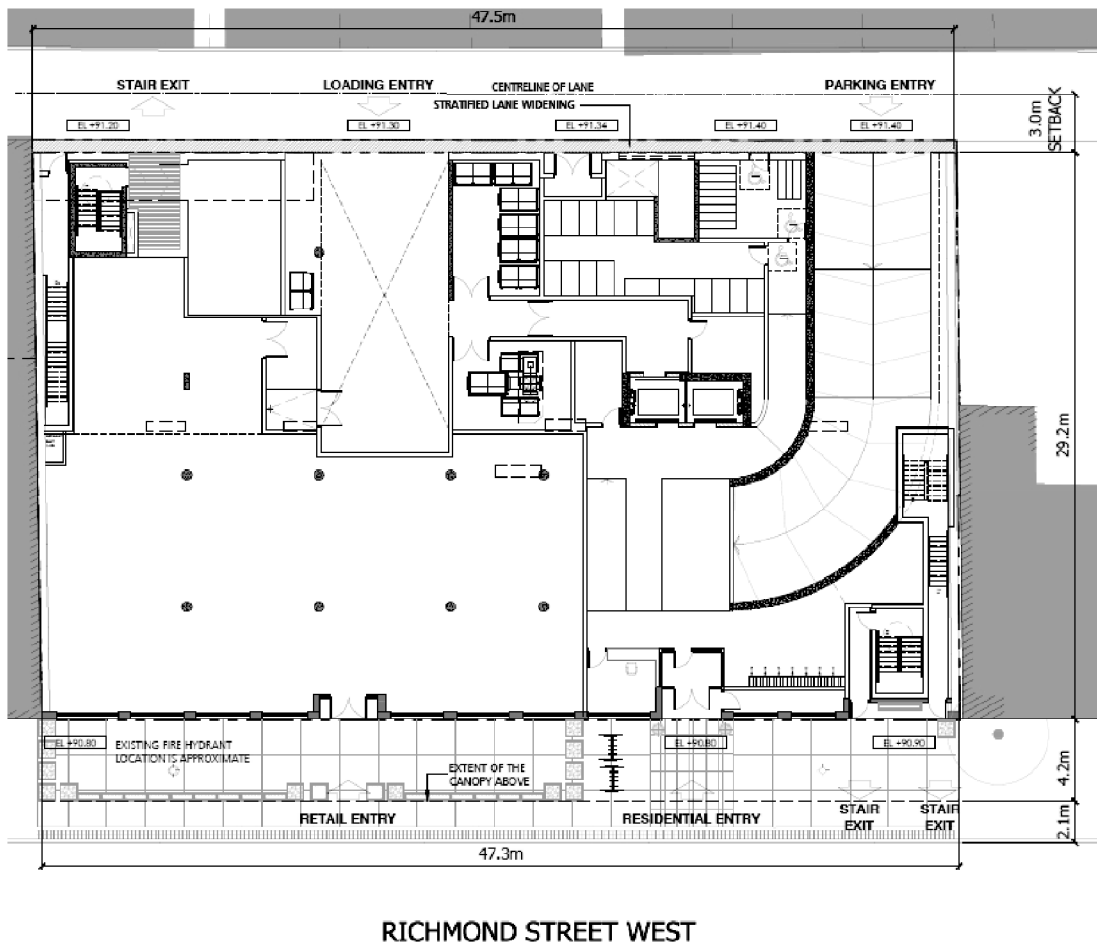 47.5m
STAIR EXIT
LOADING ENTRY
CENTRELINE OF LANE
PARKING ENTRY
STRATIFIED LANE WIDENING
3.0m
SETBACK
EL +91.20
EL +91.30
EL +91.34
EL +91.40
EL +91.40
29.2m
EL +90.80
EXISTING FIRE HYDRANT
LOCATION IS APPROXIMATE
EL +90.80
EL +90.90
EXTENT OF THE
CANOPY ABOVE
4.2m
RETAIL ENTRY
RESIDENTIAL ENTRY
STAIR
EXIT
STAIR
EXIT
2.1m
47.3m
RICHMOND STREET WEST